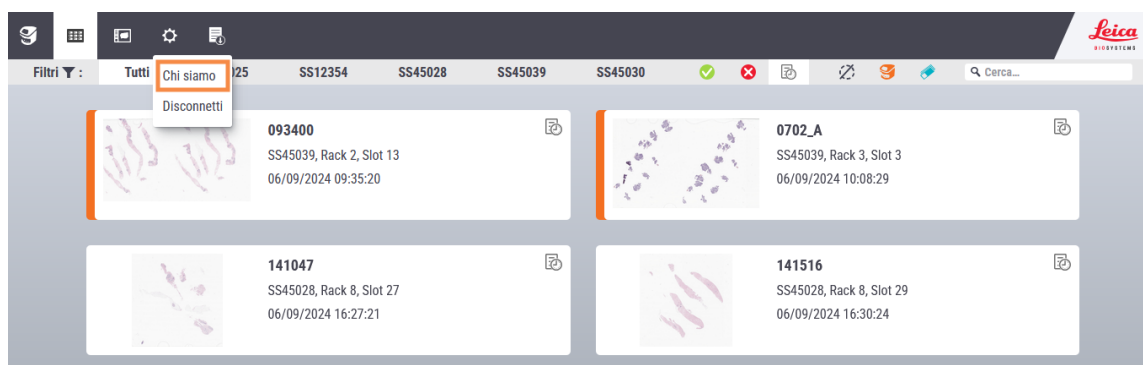 Leica
BIOSYSTEMS
Filtri : Tutti SS12354 SS45028 SS45039 SS45030 Cerca...
Chi siamo
Disconnetti
093400
SS45039, Rack 2, Slot 13
06/09/2024 09:35:20
0702_A
SS45039, Rack 3, Slot 3
06/09/2024 10:08:29
141047
SS45028, Rack 8, Slot 27
06/09/2024 16:27:21
141516
SS45028, Rack 8, Slot 29
06/09/2024 16:30:24